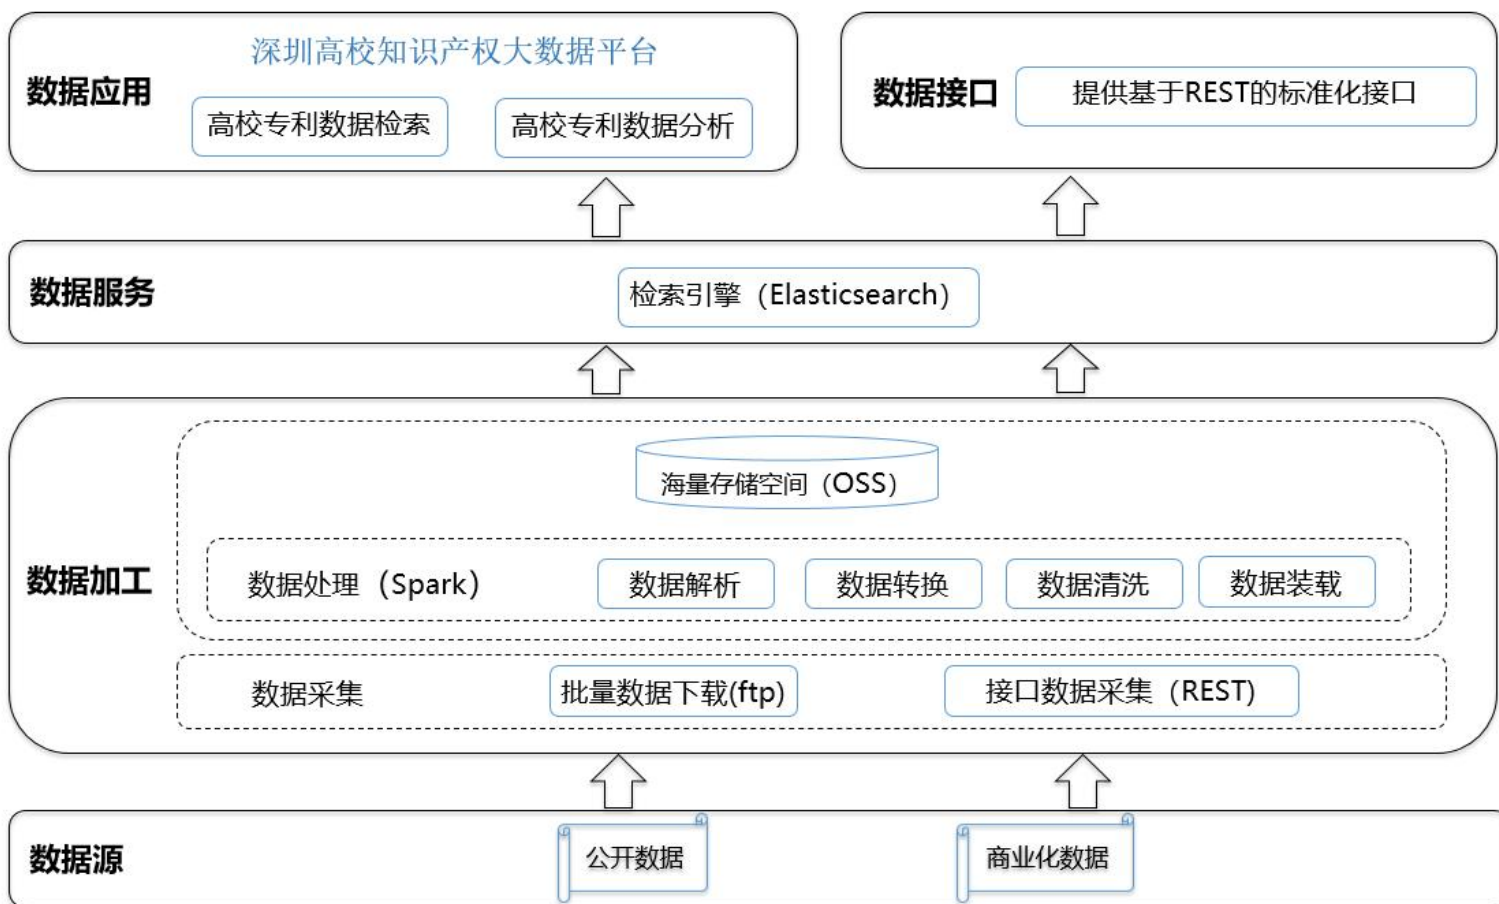 深圳高校知识产权大数据平台
数据应用
高校专利数据检索
高校专利数据分析
数据接口
提供基于REST的标准化接口
数据服务
检索引擎（Elasticsearch）
海量存储空间（OSS）
数据加工
数据处理（Spark）
数据解析
数据转换
数据清洗
数据装载
数据采集
批量数据下载(ftp)
接口数据采集（REST)
数据源
公开数据
商业化数据